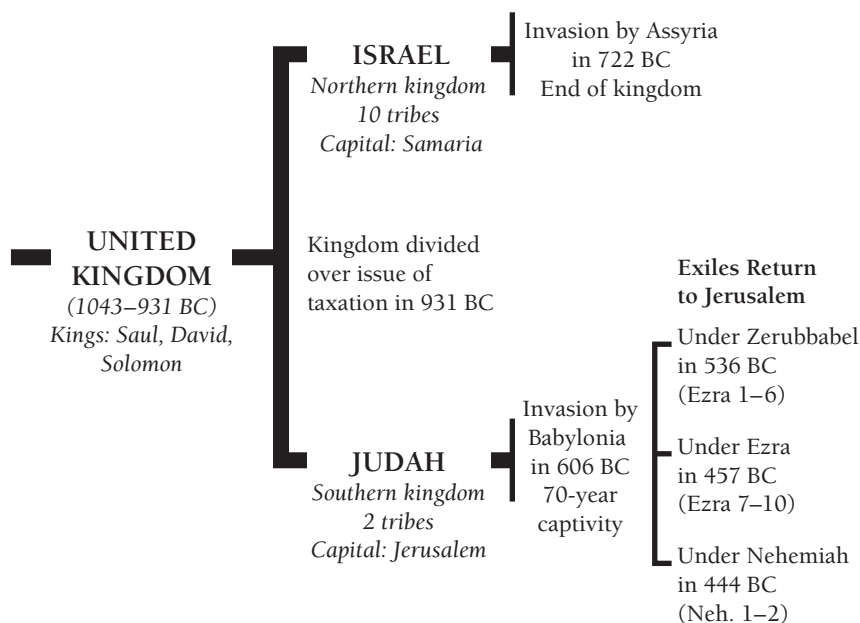 ISRAEL
Northern kingdom
10 tribes
Capital: Samaria
Invasion by Assyria
in 722 BC
End of kingdom
UNITED
KINGDOM
(1043–931 BC)
Kings: Saul, David,
Solomon
Kingdom divided
over issue of
taxation in 931 BC
JUDAH
Southern kingdom
2 tribes
Capital: Jerusalem
Invasion by
Babylonia
in 606 BC
70-year
captivity
Exiles Return
to Jerusalem
Under Zerubbabel
in 536 BC
(Ezra 1–6)
Under Ezra
in 457 BC
(Ezra 7–10)
Under Nehemiah
in 444 BC
(Neh. 1–2)